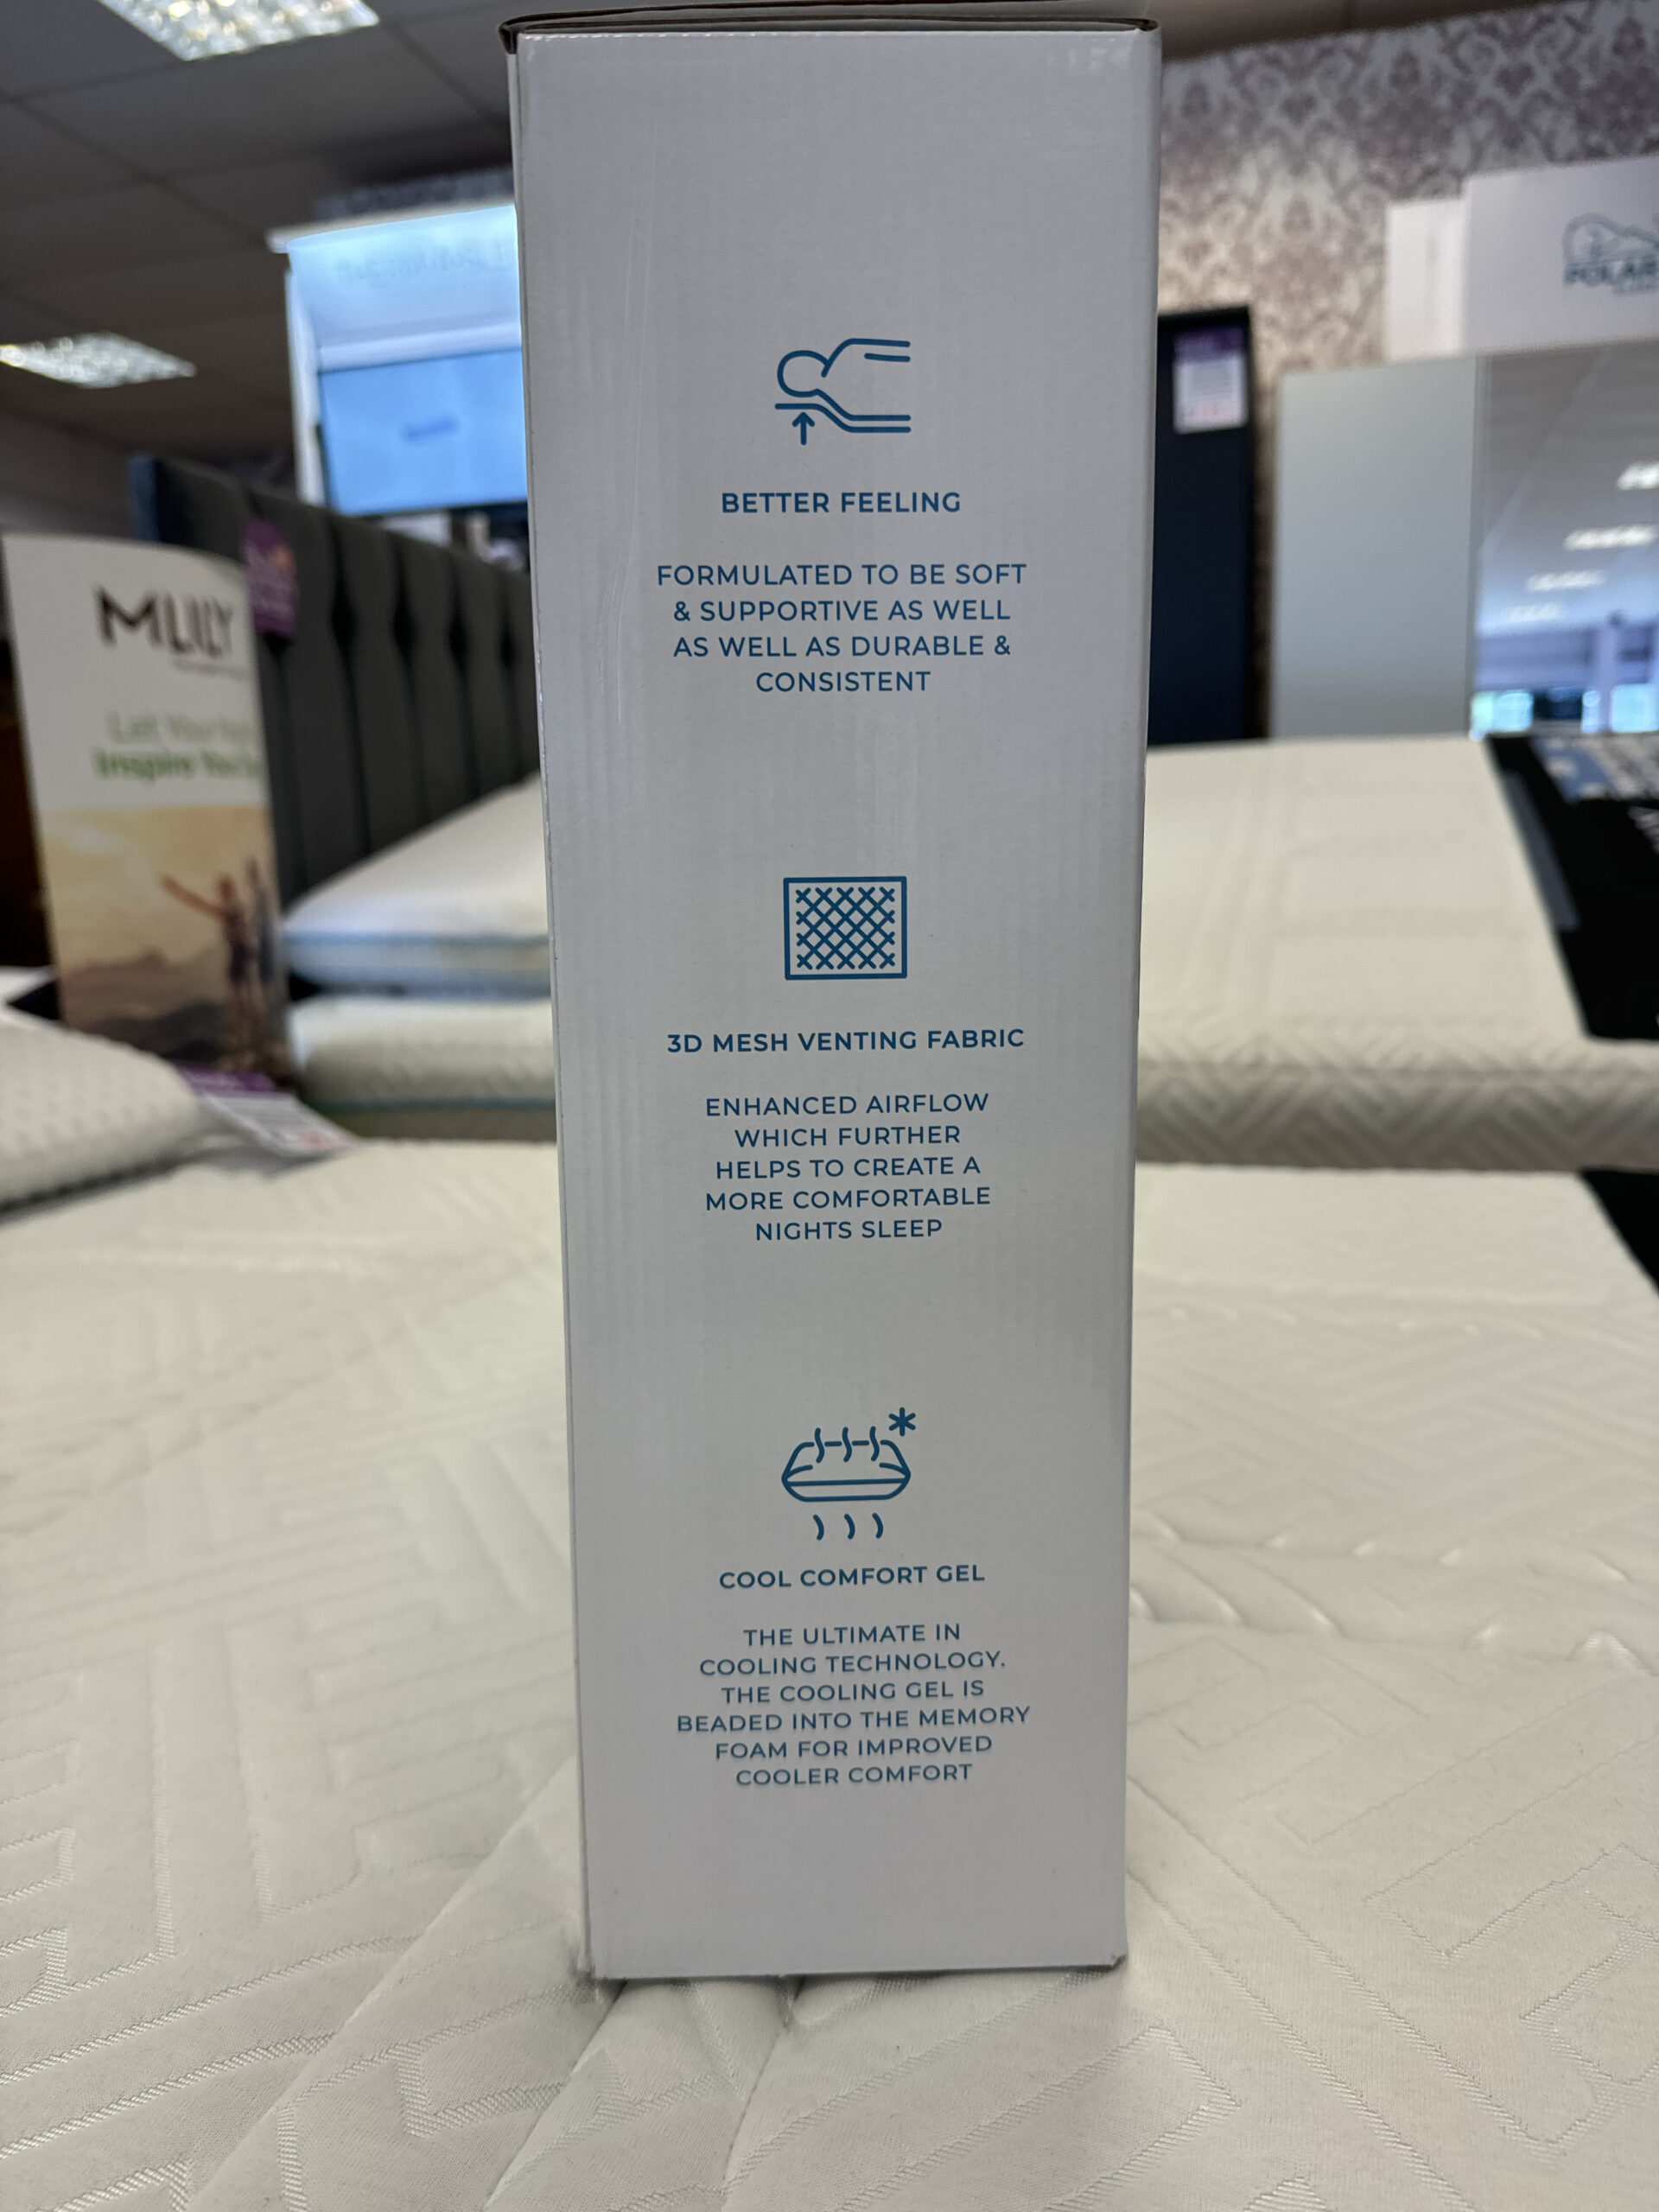 BETTER FEELING
FORMULATED TO BE SOFT
& SUPPORTIVE AS WELL
AS WELL AS DURABLE &
CONSISTENT
3D MESH VENTING FABRIC
ENHANCED AIRFLOW
WHICH FURTHER
HELPS TO CREATE A
MORE COMFORTABLE
NIGHTS SLEEP
COOL COMFORT GEL
THE ULTIMATE IN
COOLING TECHNOLOGY.
THE COOLING GEL IS
BEADED INTO THE MEMORY
FOAM FOR IMPROVED
COOLER COMFORT
MLILY
Inspire